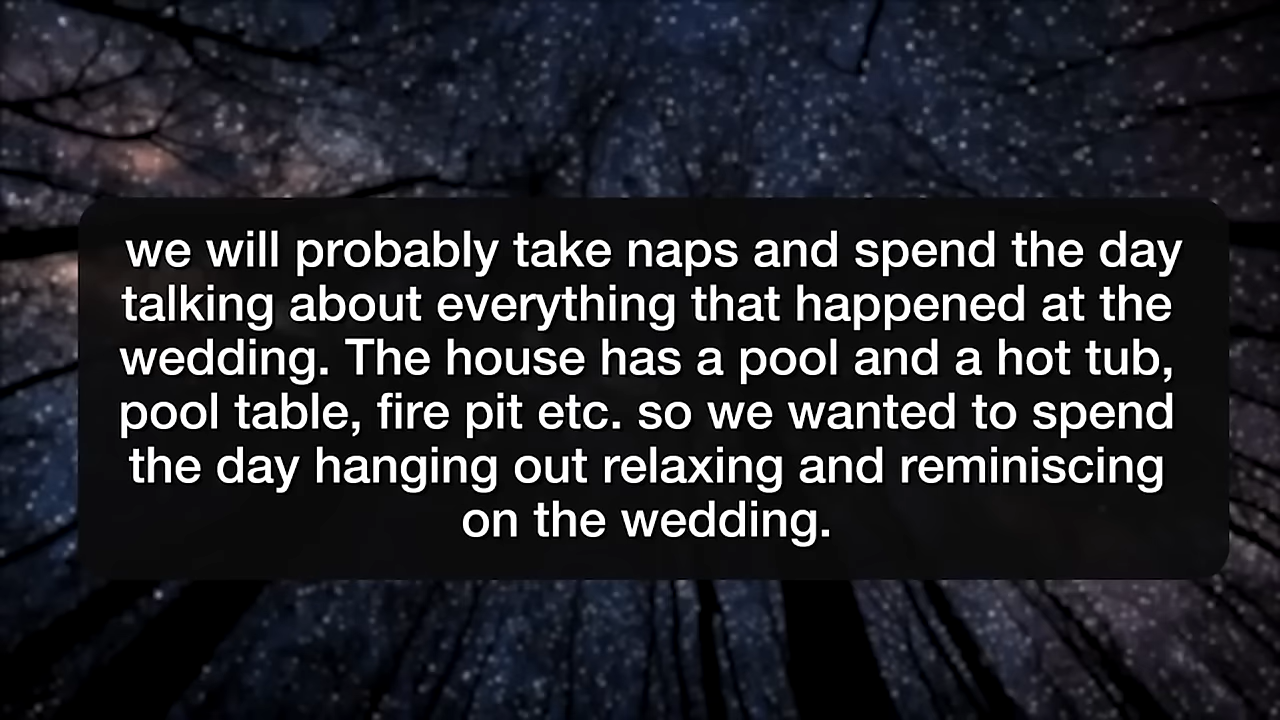 we will probably take naps and spend the day
talking about everything that happened at the
wedding. The house has a pool and a hot tub,
pool table, fire pit etc. so we wanted to spend
the day hanging out relaxing and reminiscing
on the wedding.